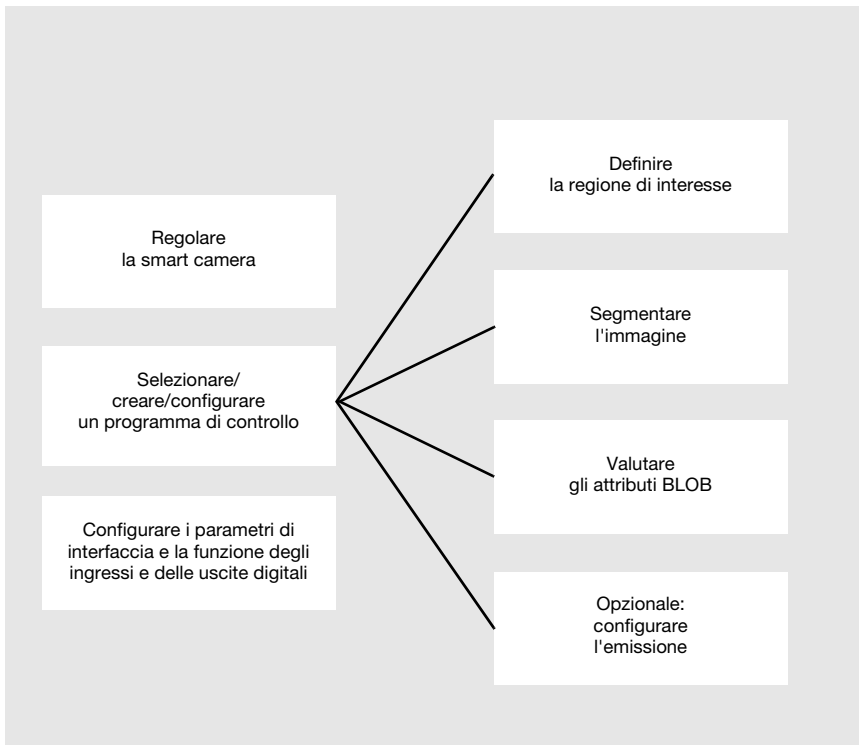 Regolare
la smart camera
Selezionare/
creare/configurare
un programma di controllo
Configurare i parametri di
interfaccia e la funzione degli
ingressi e delle uscite digitali
Definire
la regione di interesse
Segmentare
l'immagine
Valutare
gli attributi BLOB
Opzionale:
configurare
l'emissione